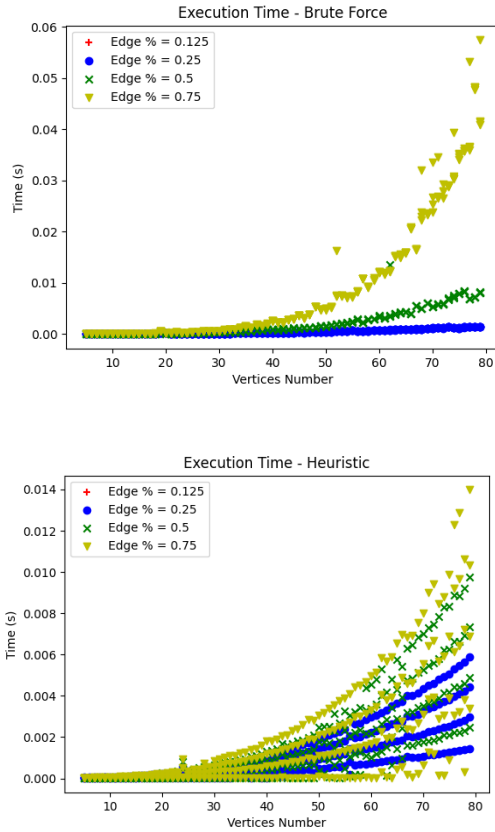 Execution Time - Brute Force
0.06
0.05
0.04
0.03
0.02
0.01
0.00
Time (s)
Edge % = 0.125
Edge % = 0.25
Edge % = 0.5
Edge % = 0.75
10 20 30 40 50 60 70 80
Vertices Number
Execution Time - Heuristic
0.014
0.012
0.010
0.008
0.006
0.004
0.002
0.000
Time (s)
Edge % = 0.125
Edge % = 0.25
Edge % = 0.5
Edge % = 0.75
10 20 30 40 50 60 70 80
Vertices Number